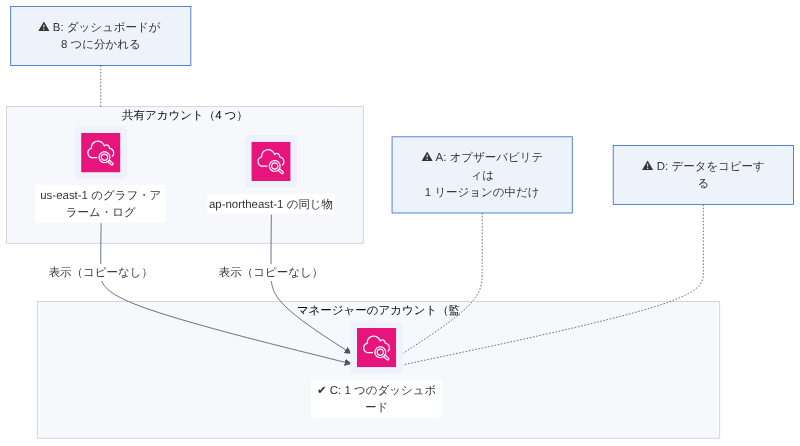 ⚠ B: ダッシュボードが
8 つに分かれる
共有アカウント（4 つ）
us-east-1 のグラフ・ア
ラーム・ログ
ap-northeast-1 の同じ物
⚠ A: オブザーバビリテ
ィは
1 リージョンの中だけ
⚠ D: データをコピーす
る
表示（コピーなし）
表示（コピーなし）
マネージャーのアカウント（監
✔ C: 1 つのダッシュボ
ード